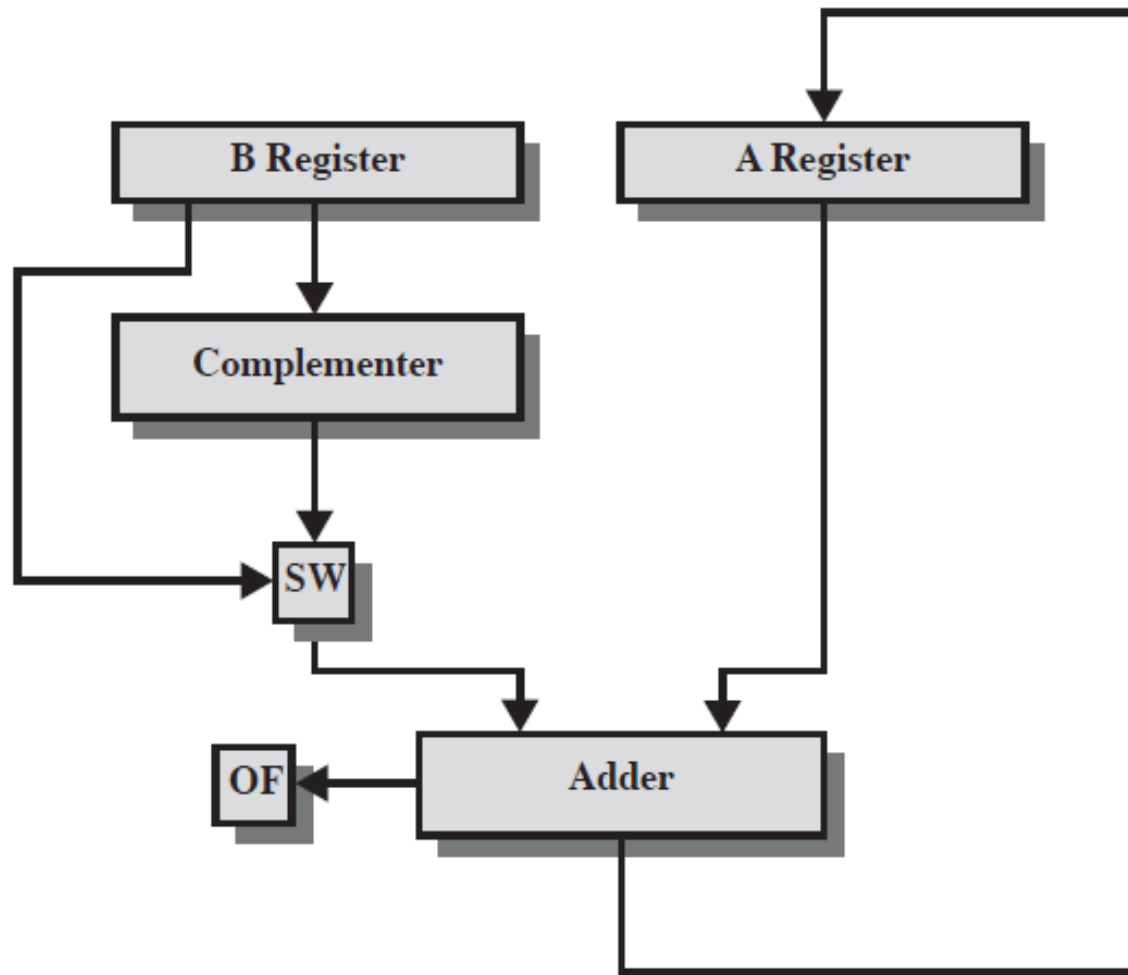 B Register
A Register
Complementer
SW
OF
Adder